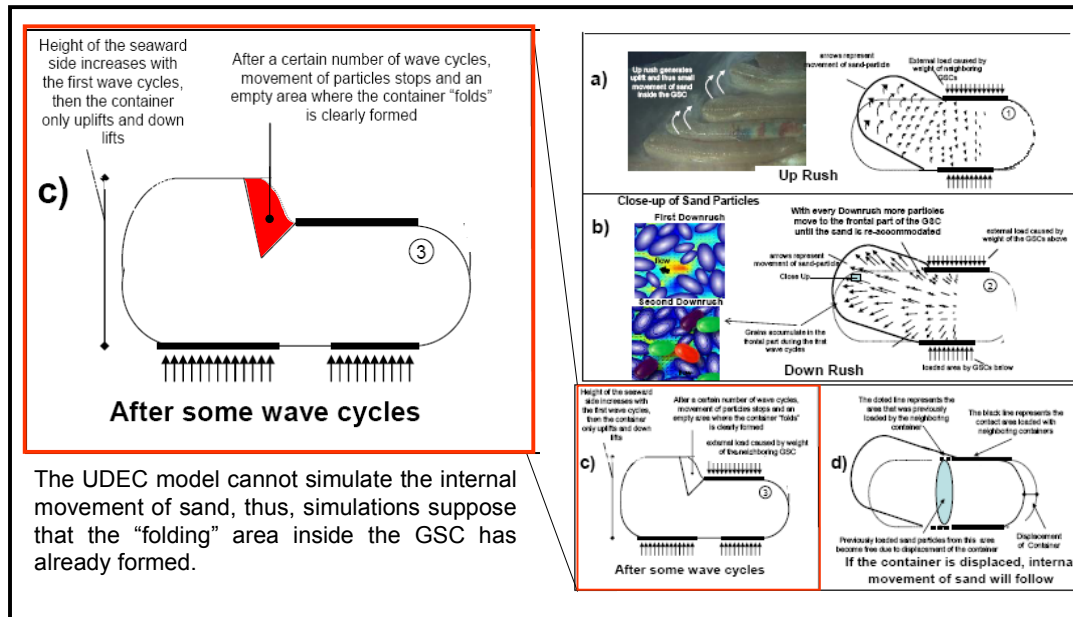 Height of the seaward
side increases with
the first wave cycles,
then the container
only uplifts and down
lifts
After a certain number of wave cycles,
movement of particles stops and an
empty area where the container “folds”
is clearly formed
c)
3
After some wave cycles
The UDEC model cannot simulate the internal
movement of sand, thus, simulations suppose
that the “folding” area inside the GSC has
already formed.
a)
Up rush generates
uplift and thus small
movement of sand
inside the GSC
arrows represent
movement of sand-particle
External load caused by
weight of neighboring
GSCs
1
Up Rush
Close-up of Sand Particles
b)
First Downrush
flow
Second Downrush
With every Downrush more particles
move to the frontal part of the GSC
until the sand is re-accommodated
arrows represent
movement of sand-particle
Close Up
external load caused by
weight of the GSCs above
2
Grains accumulate in the
frontal part during the first
wave cycles
Down Rush
loaded area by GSCs below
Height of the seaward
side increases with
the first wave cycles,
then the container
only uplifts and down
lifts
After a certain number of wave cycles,
movement of particles stops and an
empty area where the container “folds”
is clearly formed
external load caused by weight
of the neighboring GSC
c)
3
After some wave cycles
The doted line represents the
area that was previously
loaded by the neighboring
container
The black line represents the
contact area loaded with
neighboring containers
d)
Previously loaded sand particles from this area
become free due to displacement of the container
Displacement
of Container
If the container is displaced, interna
movement of sand will follow